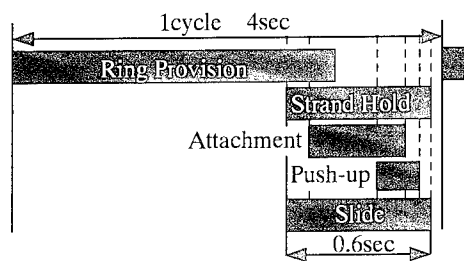 1cycle 4sec
Ring Provision
Strand Hold
Attachment
Push-up
Slide
0.6sec